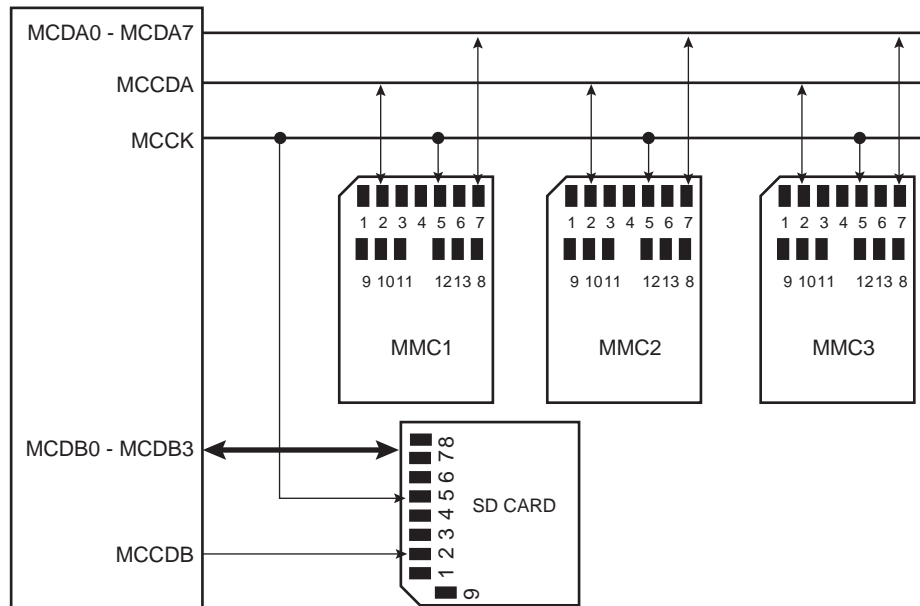 MCDA0 - MCDA7
MCCDA
MCCK
1 2 3 4 5 6 7
9 10 11 12 13 8
MMC1
1 2 3 4 5 6 7
9 10 11 12 13 8
MMC2
1 2 3 4 5 6 7
9 10 11 12 13 8
MMC3
MCDB0 - MCDB3
MCCDB
1 2 3 4 5 6 7 8
9
SD CARD